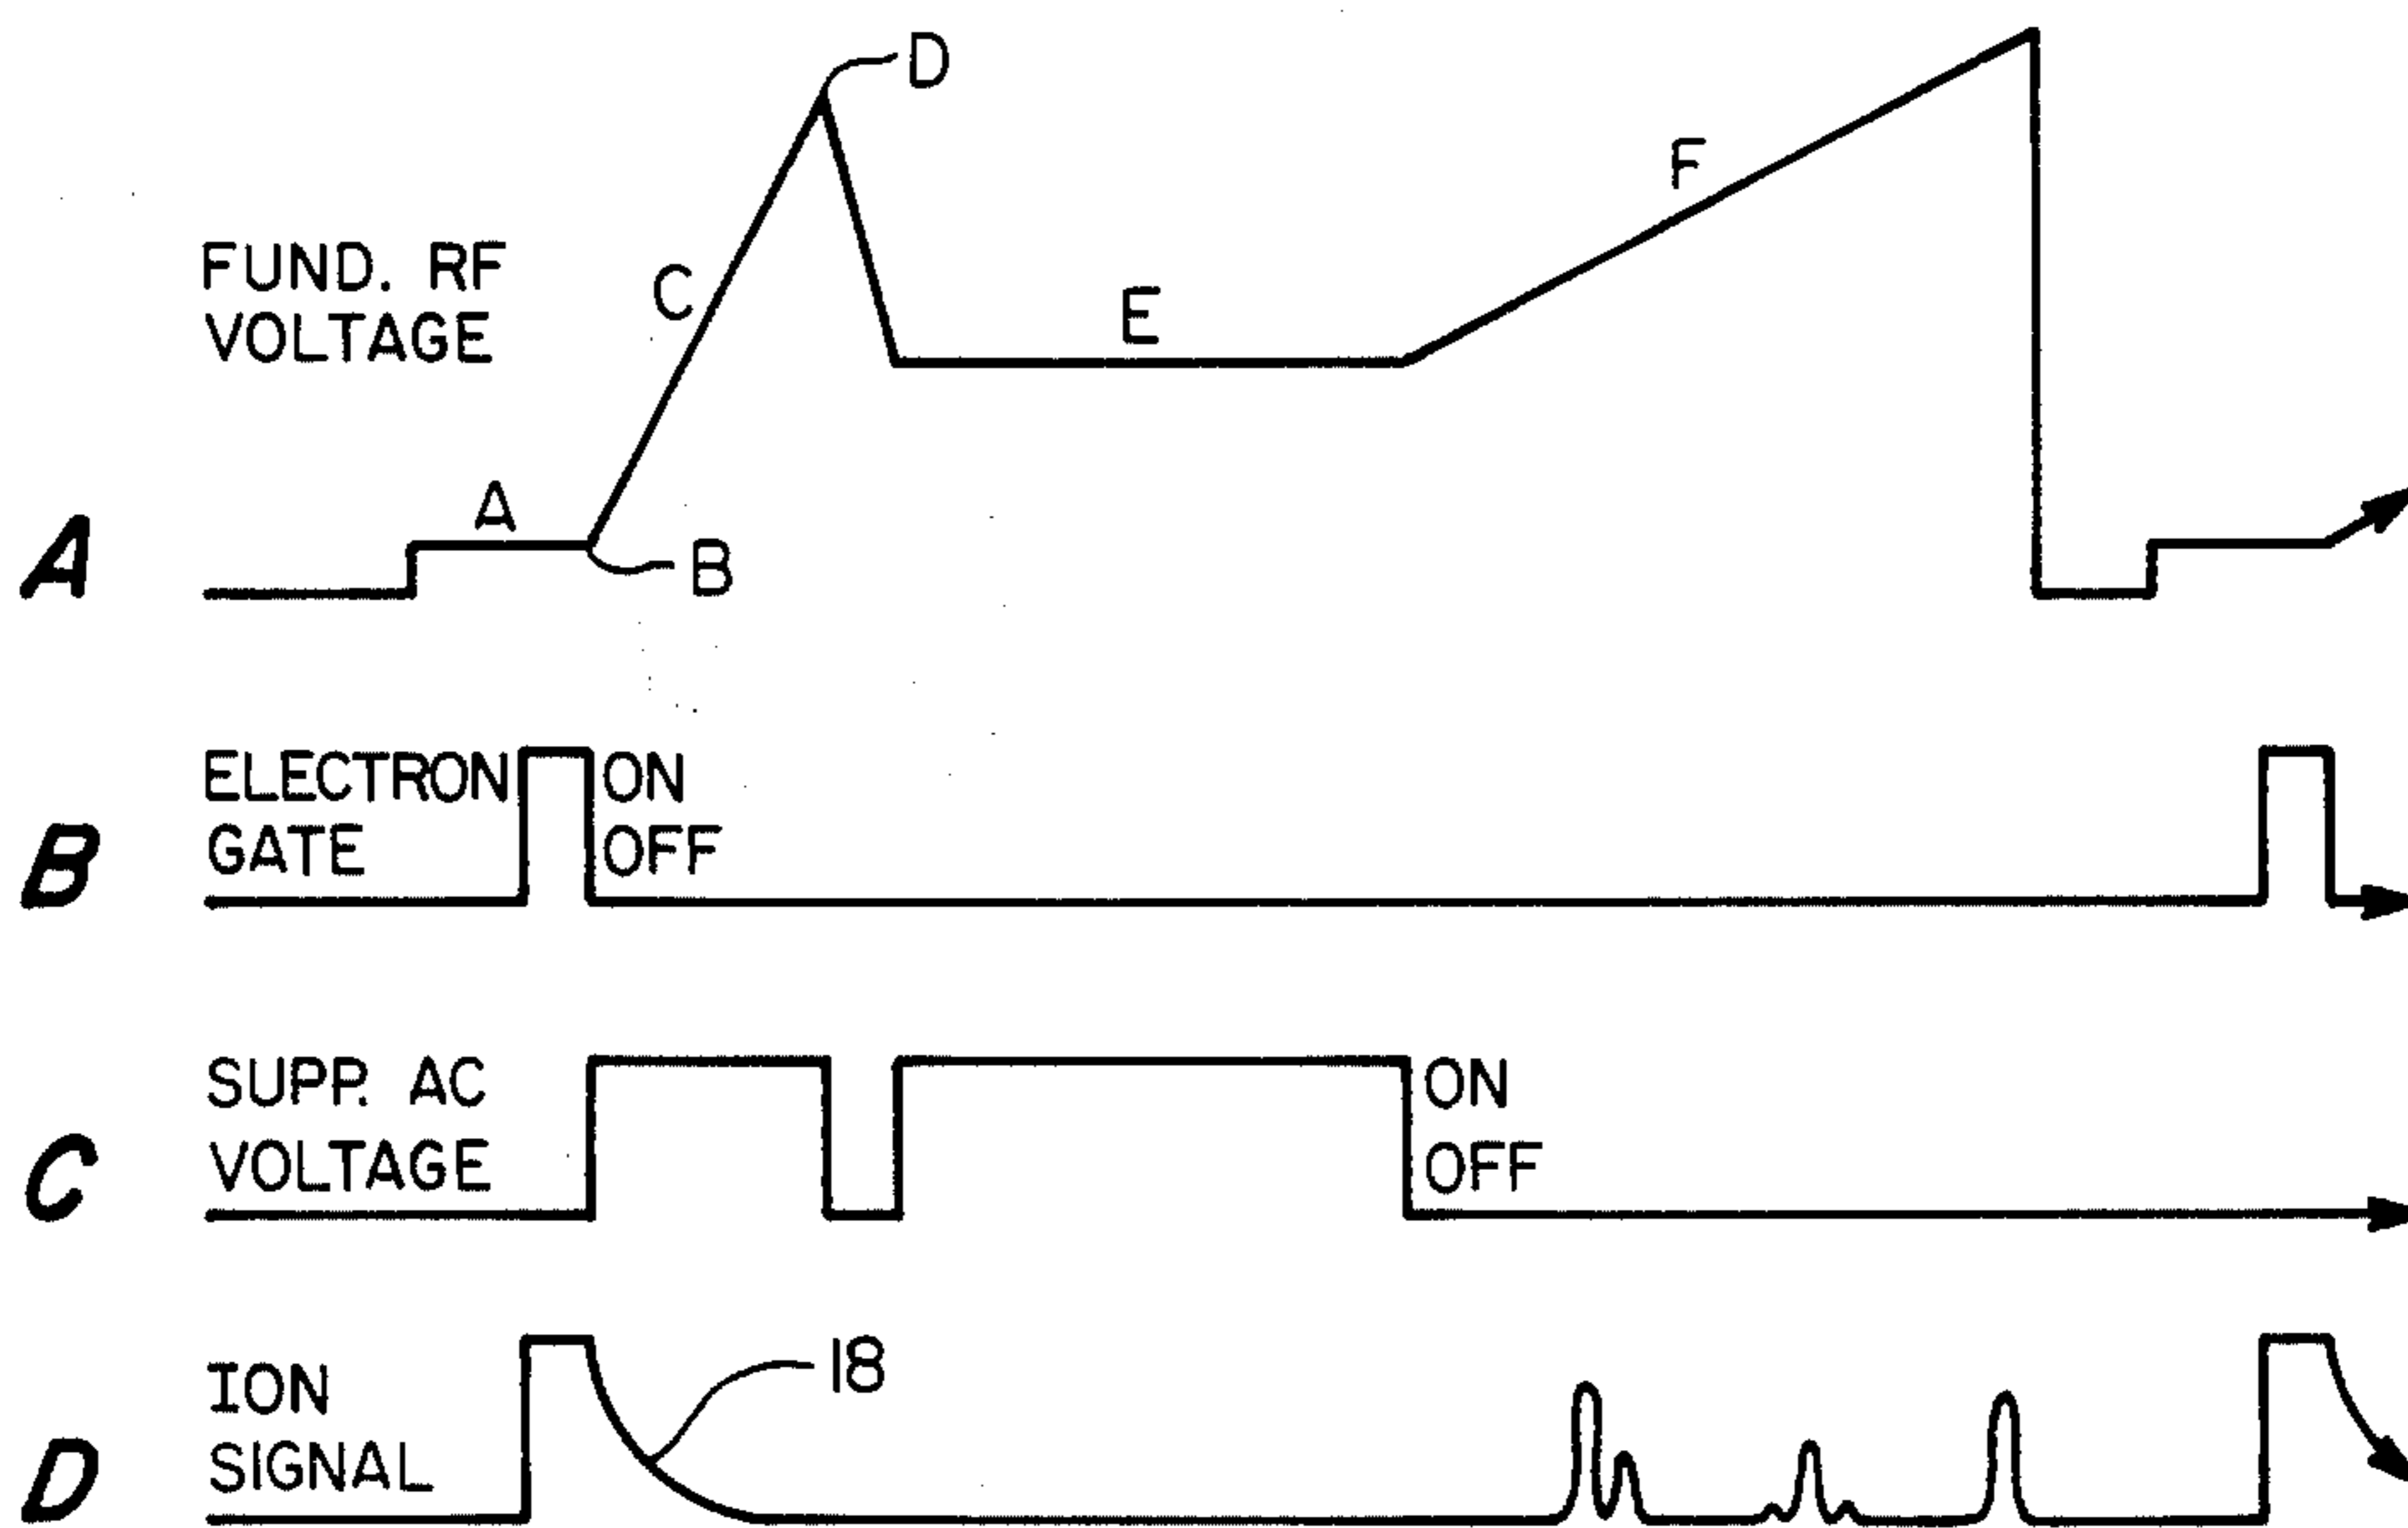 D
F
FUND. RF
VOLTAGE
C
E
A
B
A
ELECTRON
GATE
ON
OFF
B
SUPP. AC
VOLTAGE
ON
OFF
C
ION
SIGNAL
18
D